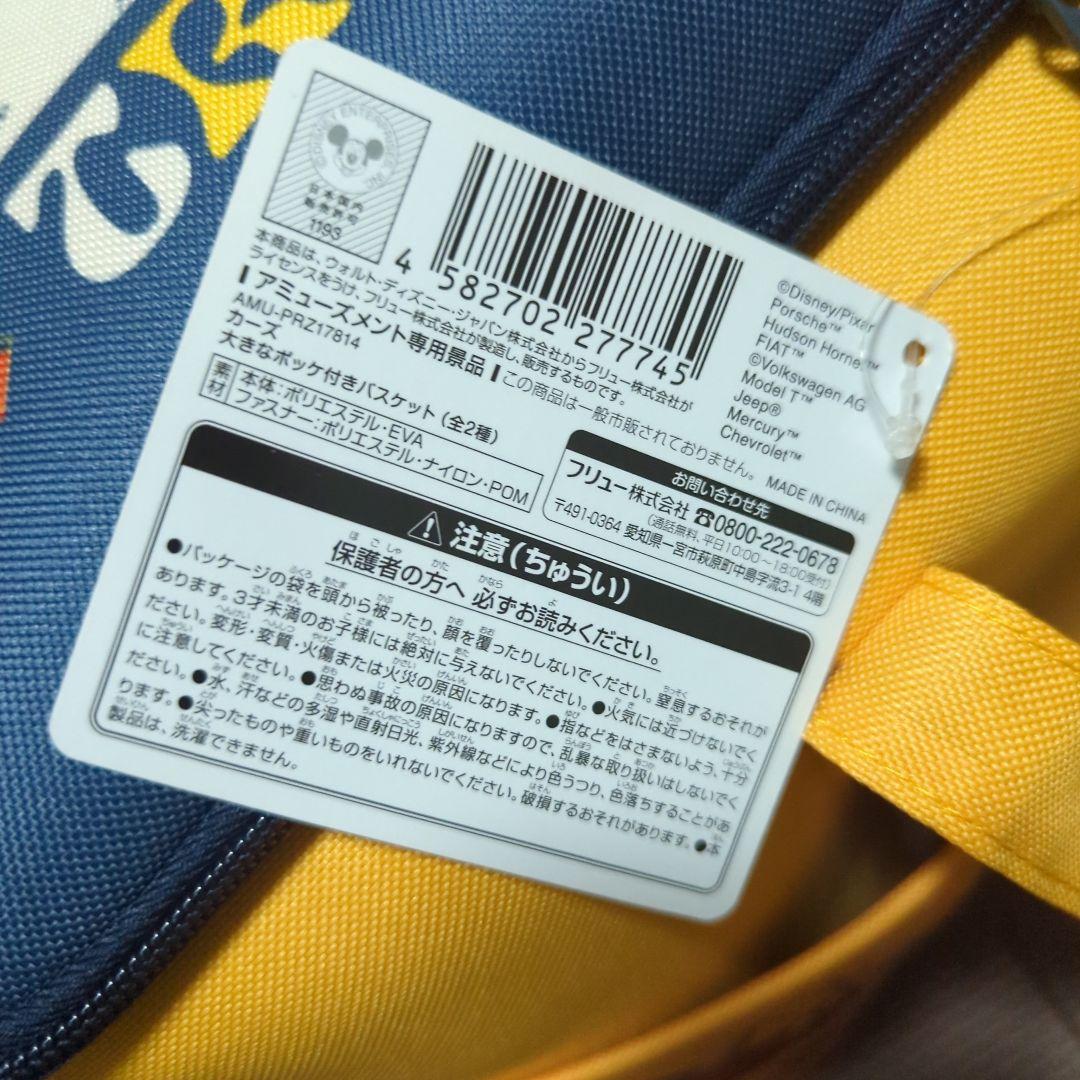 © DISNEY ENTERPRISES, INC
日本国内
販売許可
1193
4 582702 277745
©Disney/Pixar
Porsche™
Hudson Hornet™
FIAT™
©Volkswagen AG
Model T™
Jeep®
Mercury™
Chevrolet™
本商品は、ウォルト・ディズニー・ジャパン株式会社からフリュー株式会社が
ライセンスをうけ、フリュー株式会社が製造し、販売するものです。
アミューズメント専用景品 この商品は一般市販されておりません。 MADE IN CHINA
AMU-PRZ17814
カーズ
大きなポッケ付きバスケット (全2種)
素材
本体:ポリエステル・EVA
ファスナー:ポリエステル・ナイロン・POM
お問い合わせ先
フリュー株式会社 ☎0800-222-0678
(通話無料、平日10:00〜18:00受付)
〒491-0364 愛知県一宮市萩原町中島字流3-1 4階
⚠ 注意(ちゅうい)
保護者の方へ 必ずお読みください。
●パッケージの袋を頭から被ったり、顔を覆ったりしないでください。窒息するおそれが
あります。3才未満のお子様には絶対に与えないでください。●火気には近づけないでく
ださい。変形・変質・火傷または火災の原因になります。●指などをはさまないよう、十分
に注意してください。●思わぬ事故の原因になりますので、乱暴な取り扱いはしないでく
ださい。●水、汗などの多湿や直射日光、紫外線などにより色うつり、色落ちすることがあ
ります。●尖ったものや重いものをいれないでください。破損するおそれがあります。●本
製品は、洗濯できません。